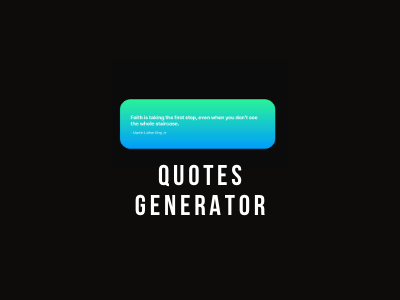 Faith is taking the first step, even when you don't see
the whole staircase.
- Martin Luther King, Jr.
QUOTES
GENERATOR